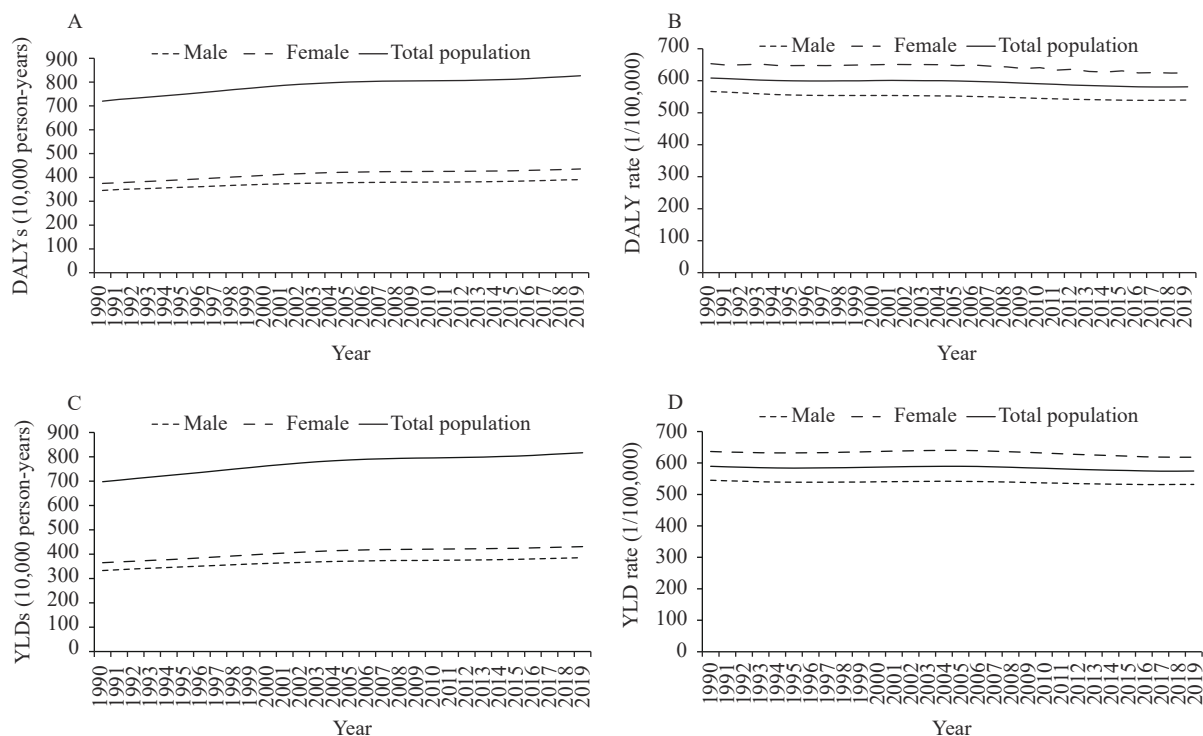 A
Male Female Total population
DALYs (10,000 person-years)
900
800
700
600
500
400
300
200
100
0
1990 1991 1992 1993 1994 1995 1996 1997 1998 1999 2000 2001 2002 2003 2004 2005 2006 2007 2008 2009 2010 2011 2012 2013 2014 2015 2016 2017 2018 2019
Year
B
Male Female Total population
DALY rate (1/100,000)
700
600
500
400
300
200
100
0
1990 1991 1992 1993 1994 1995 1996 1997 1998 1999 2000 2001 2002 2003 2004 2005 2006 2007 2008 2009 2010 2011 2012 2013 2014 2015 2016 2017 2018 2019
Year
C
Male Female Total population
YLDs (10,000 person-years)
900
800
700
600
500
400
300
200
100
0
1990 1991 1992 1993 1994 1995 1996 1997 1998 1999 2000 2001 2002 2003 2004 2005 2006 2007 2008 2009 2010 2011 2012 2013 2014 2015 2016 2017 2018 2019
Year
D
Male Female Total population
YLD rate (1/100,000)
700
600
500
400
300
200
100
0
1990 1991 1992 1993 1994 1995 1996 1997 1998 1999 2000 2001 2002 2003 2004 2005 2006 2007 2008 2009 2010 2011 2012 2013 2014 2015 2016 2017 2018 2019
Year